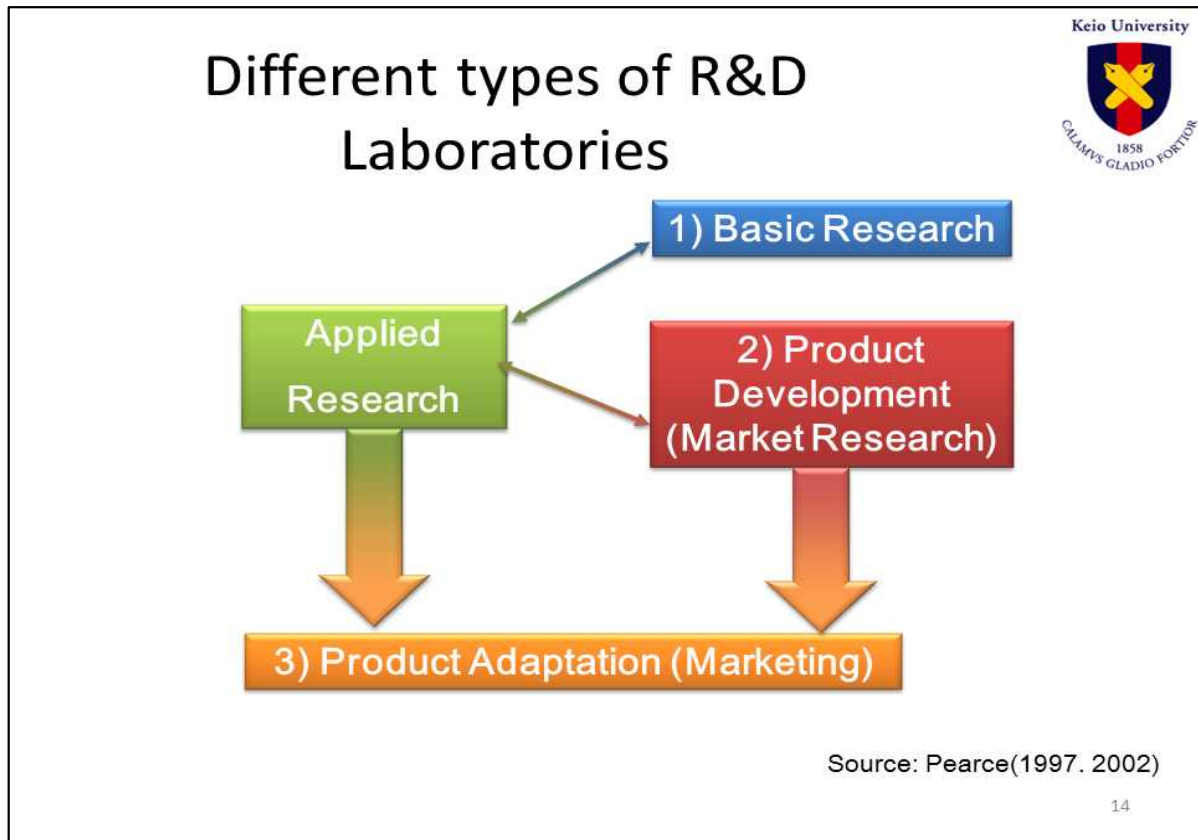 Different types of R&D
Laboratories
Keio University
1858
CALAMVS GLADIO FORTIOR
1) Basic Research
Applied
Research
2) Product
Development
(Market Research)
3) Product Adaptation (Marketing)
Source: Pearce(1997. 2002)
14